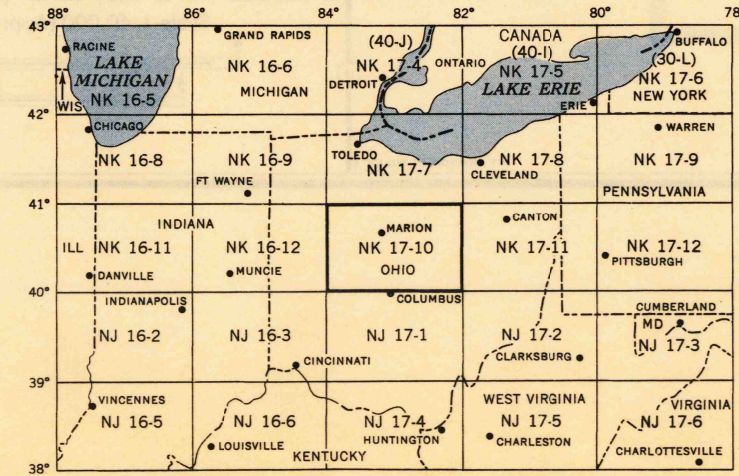 43° 88° 86° 84° 82° 80° 78°
RACINE
GRAND RAPIDS
(40-J)
CANADA
(40-I)
BUFFALO
LAKE
MICHIGAN
NK 16-5
WIS
NK 16-6
MICHIGAN
NK 17-4
DETROIT
ONTARIO
NK 17-5
LAKE ERIE
ERIE
(30-L)
NK 17-6
NEW YORK
42°
CHICAGO
NK 16-8
NK 16-9
FT WAYNE
TOLEDO
NK 17-7
NK 17-8
CLEVELAND
WARREN
NK 17-9
PENNSYLVANIA
41°
INDIANA
ILL
NK 16-11
DANVILLE
INDIANAPOLIS
NK 16-12
MUNCIE
MARION
NK 17-10
OHIO
CANTON
NK 17-11
NK 17-12
PITTSBURGH
40°
COLUMBUS
CUMBERLAND
NJ 16-2
NJ 16-3
NJ 17-1
NJ 17-2
MD
NJ 17-3
CINCINNATI
CLARKSBURG
39°
VINCENNES
NJ 16-5
NJ 16-6
LOUISVILLE
KENTUCKY
NJ 17-4
HUNTINGTON
WEST VIRGINIA
NJ 17-5
CHARLESTON
VIRGINIA
NJ 17-6
CHARLOTTESVILLE
38°